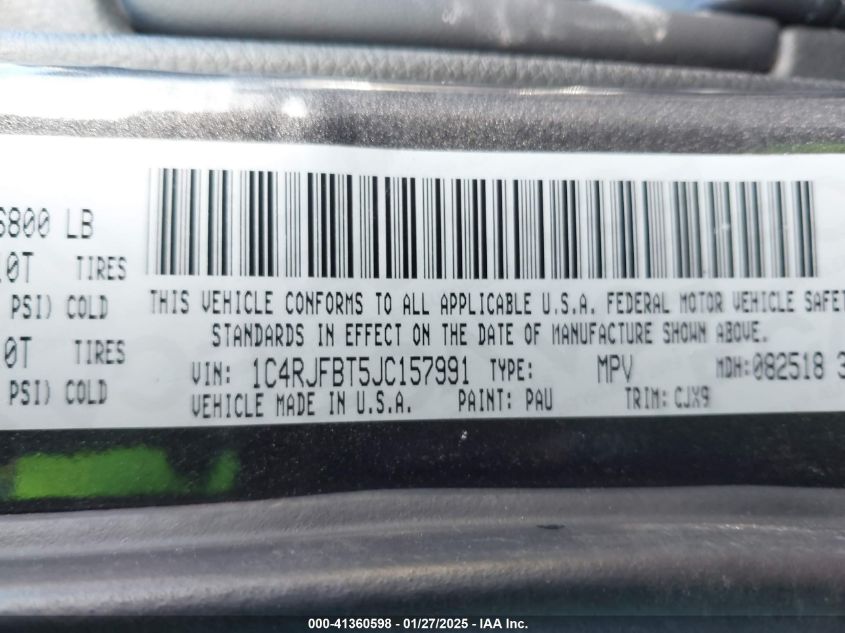 6800 LB
10T TIRES
PSI) COLD
0T TIRES
PSI) COLD
THIS VEHICLE CONFORMS TO ALL APPLICABLE U.S.A. FEDERAL MOTOR VEHICLE SAFET
STANDARDS IN EFFECT ON THE DATE OF MANUFACTURE SHOWN ABOVE.
VIN: 1C4RJFBT5JC157991 TYPE: MPV MDH:082518 3
VEHICLE MADE IN U.S.A. PAINT: PAU TRIM: CJX9
000-41360598 | 01/27/2025 | IAA Inc.